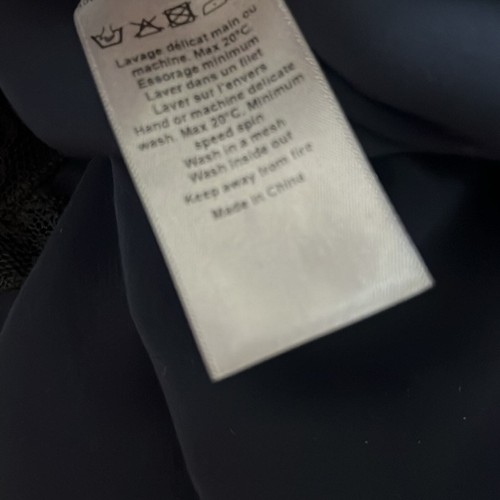 Lavage délicat main ou
machine. Max 20°C.
Essorage minimum
Laver dans un filet
Laver sur l'envers
Hand or machine delicate
wash. Max 20°C, Minimum
speed spin
Wash in a mesh
Wash inside out
Keep away from fire
Made in China